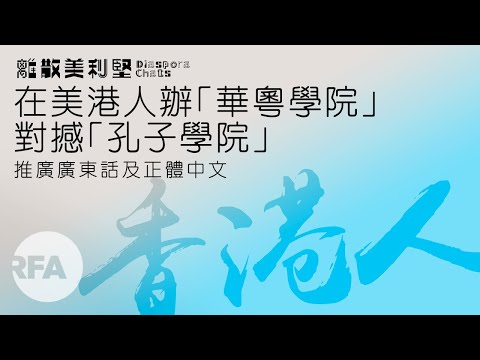 離散美利堅 Diaspora
Chats
在美港人辦「華粵學院」
對撼「孔子學院」
推廣廣東話及正體中文
RFA
香港人